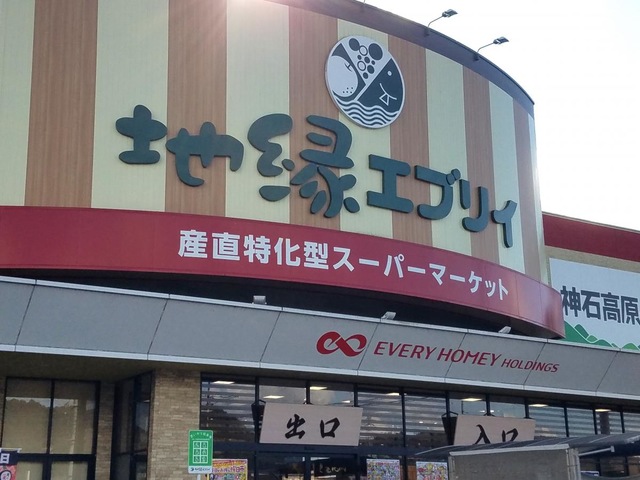 地縁エブリイ
産直特化型スーパーマーケット
神石高原
EVERY HOMEY HOLDINGS
出口
入口